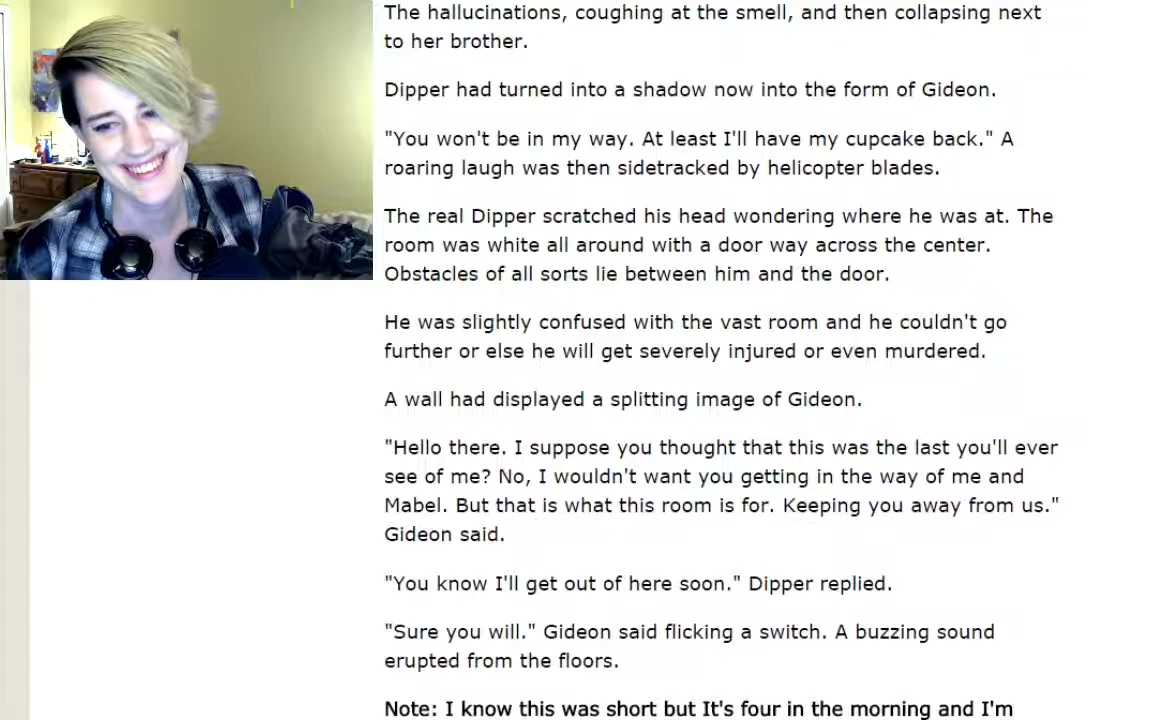 The hallucinations, coughing at the smell, and then collapsing next
to her brother.
Dipper had turned into a shadow now into the form of Gideon.
"You won't be in my way. At least I'll have my cupcake back." A
roaring laugh was then sidetracked by helicopter blades.
The real Dipper scratched his head wondering where he was at. The
room was white all around with a door way across the center.
Obstacles of all sorts lie between him and the door.
He was slightly confused with the vast room and he couldn't go
further or else he will get severely injured or even murdered.
A wall had displayed a splitting image of Gideon.
"Hello there. I suppose you thought that this was the last you'll ever
see of me? No, I wouldn't want you getting in the way of me and
Mabel. But that is what this room is for. Keeping you away from us."
Gideon said.
"You know I'll get out of here soon." Dipper replied.
"Sure you will." Gideon said flicking a switch. A buzzing sound
erupted from the floors.
Note: I know this was short but It's four in the morning and I'm